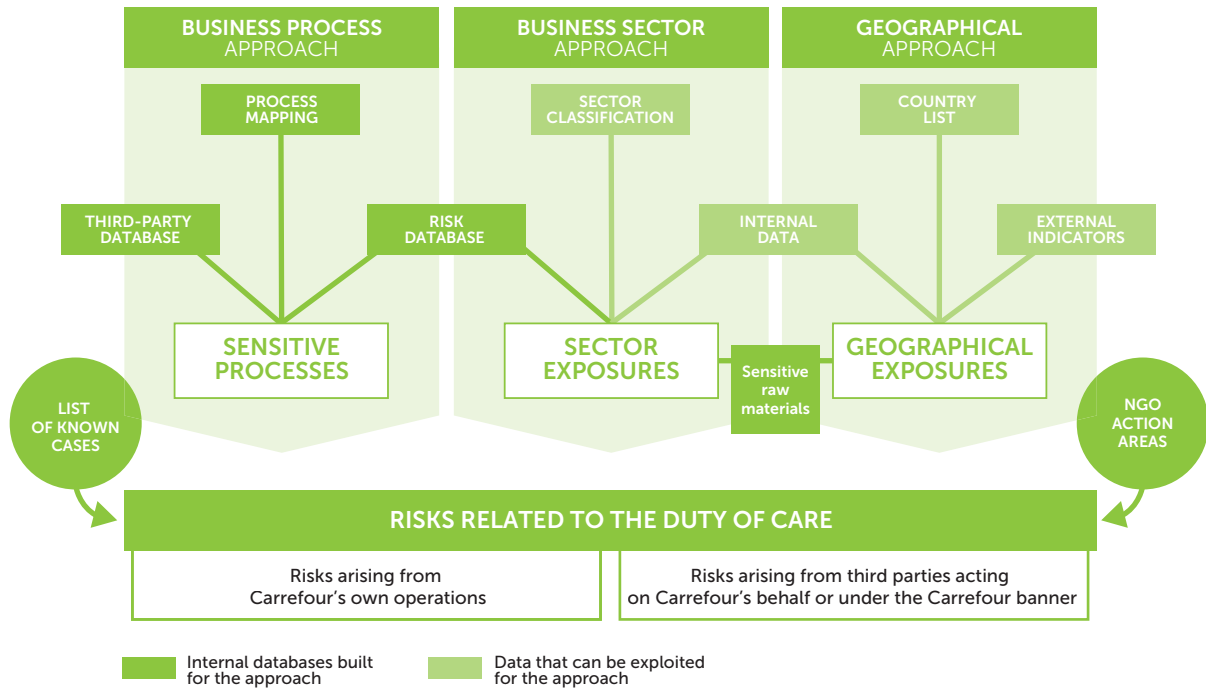 BUSINESS PROCESS
APPROACH
BUSINESS SECTOR
APPROACH
GEOGRAPHICAL
APPROACH
PROCESS
MAPPING
SECTOR
CLASSIFICATION
COUNTRY
LIST
THIRD-PARTY
DATABASE
RISK
DATABASE
INTERNAL
DATA
EXTERNAL
INDICATORS
SENSITIVE
PROCESSES
SECTOR
EXPOSURES
Sensitive
raw
materials
GEOGRAPHICAL
EXPOSURES
LIST
OF KNOWN
CASES
NGO
ACTION
AREAS
RISKS RELATED TO THE DUTY OF CARE
Risks arising from
Carrefour's own operations
Risks arising from third parties acting
on Carrefour's behalf or under the Carrefour banner
Internal databases built
for the approach
Data that can be exploited
for the approach